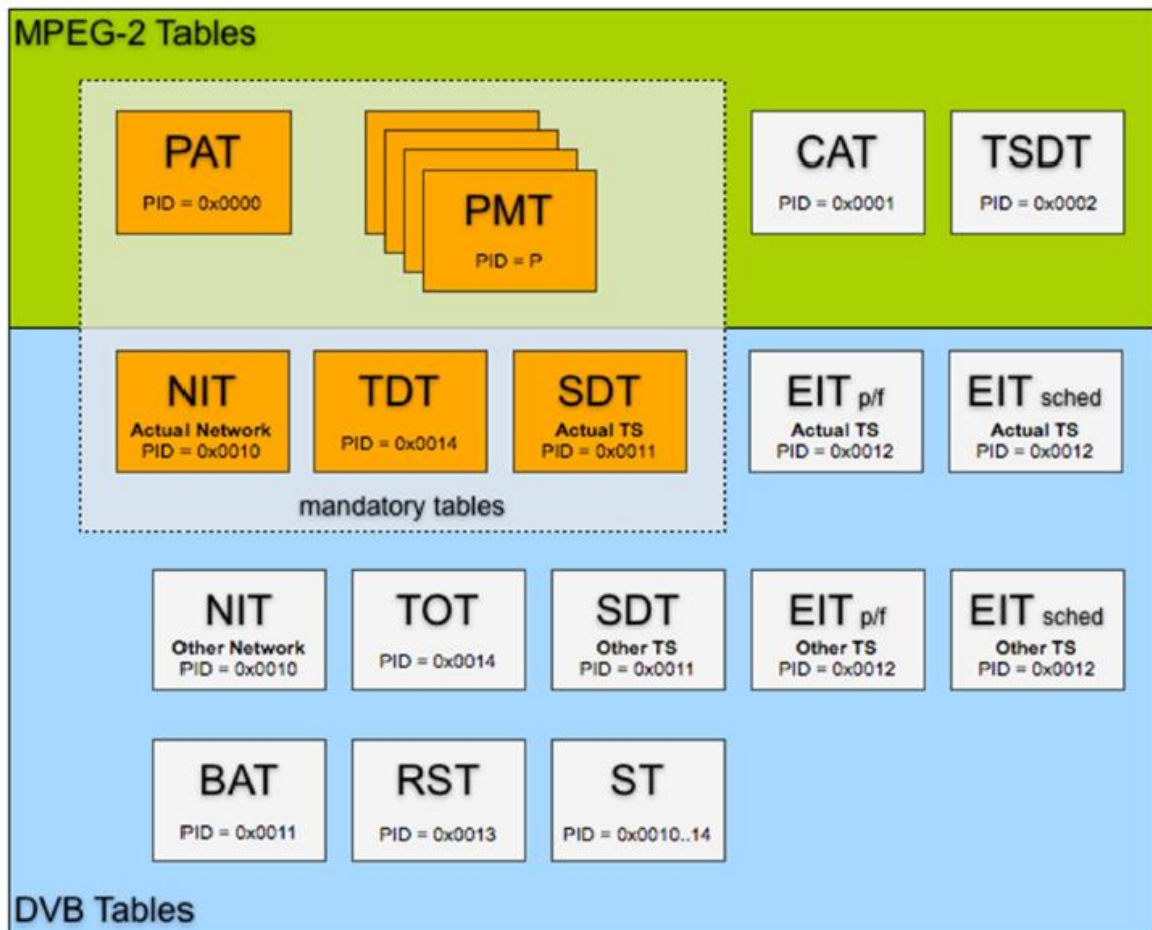 MPEG-2 Tables
PAT
PID = 0x0000
PMT
PID = P
CAT
PID = 0x0001
TSDT
PID = 0x0002
NIT
Actual Network
PID = 0x0010
TDT
PID = 0x0014
SDT
Actual TS
PID = 0x0011
EIT p/f
Actual TS
PID = 0x0012
EIT sched
Actual TS
PID = 0x0012
mandatory tables
NIT
Other Network
PID = 0x0010
TOT
PID = 0x0014
SDT
Other TS
PID = 0x0011
EIT p/f
Other TS
PID = 0x0012
EIT sched
Other TS
PID = 0x0012
BAT
PID = 0x0011
RST
PID = 0x0013
ST
PID = 0x0010..14
DVB Tables